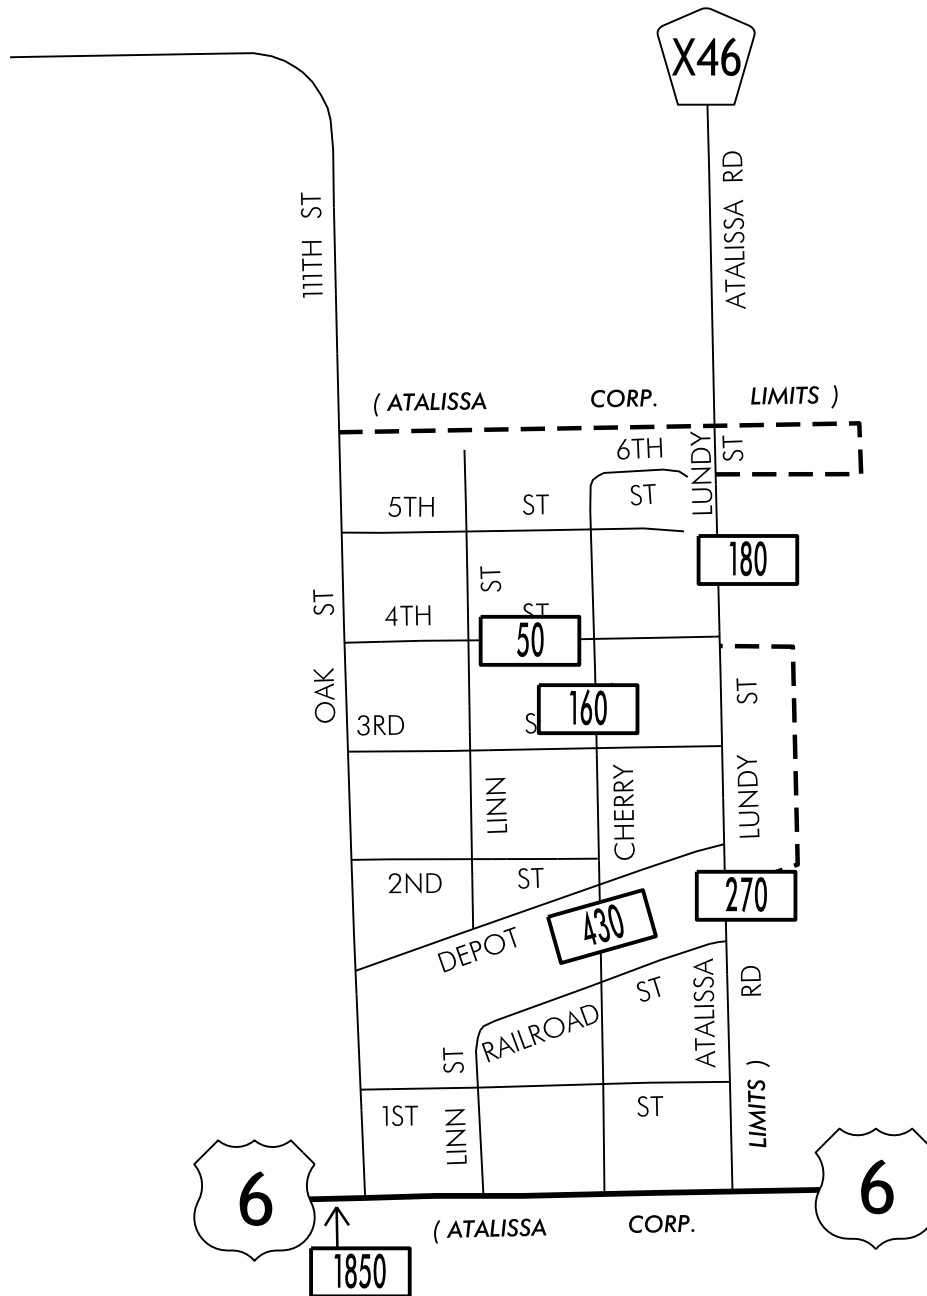 X46
ATALISSA RD
111TH ST
( ATALISSA CORP. LIMITS )
6TH ST
LUNDY ST
5TH ST
180
ST
4TH ST
50
OAK ST
160
3RD
LUNDY ST
LINN
CHERRY
2ND ST
270
430
DEPOT
RAILROAD ST
ATALISSA RD
LINN ST
1ST ST
LIMITS )
6
6
( ATALISSA CORP.
1850